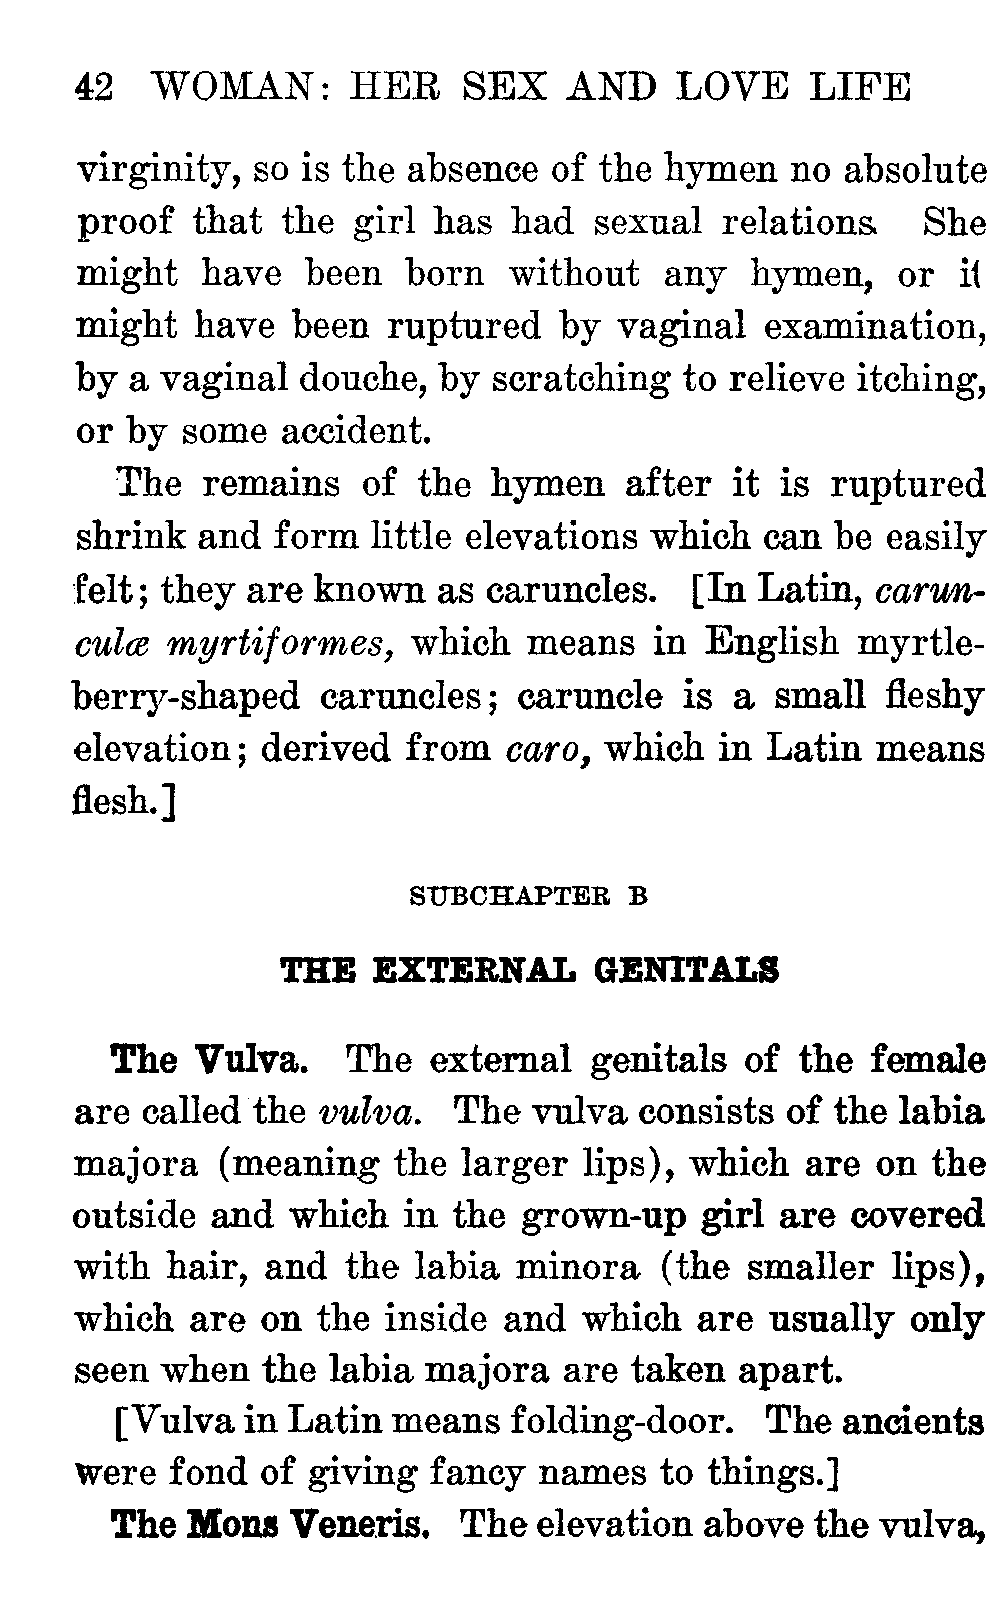 42 WOMAN: HER SEX AND LOVE LIFE
virginity, so is the absence of the hymen no absolute
proof that the girl has had sexual relations. She
might have been born without any hymen, or it
might have been ruptured by vaginal examination,
by a vaginal douche, by scratching to relieve itching,
or by some accident.
The remains of the hymen after it is ruptured
shrink and form little elevations which can be easily
felt; they are known as caruncles. [In Latin, carun-
culæ myrtiformes, which means in English myrtle-
berry-shaped caruncles; caruncle is a small fleshy
elevation; derived from caro, which in Latin means
flesh.]
SUBCHAPTER B
THE EXTERNAL GENITALS
The Vulva. The external genitals of the female
are called the vulva. The vulva consists of the labia
majora (meaning the larger lips), which are on the
outside and which in the grown-up girl are covered
with hair, and the labia minora (the smaller lips),
which are on the inside and which are usually only
seen when the labia majora are taken apart.
[Vulva in Latin means folding-door. The ancients
were fond of giving fancy names to things.]
The Mons Veneris. The elevation above the vulva,